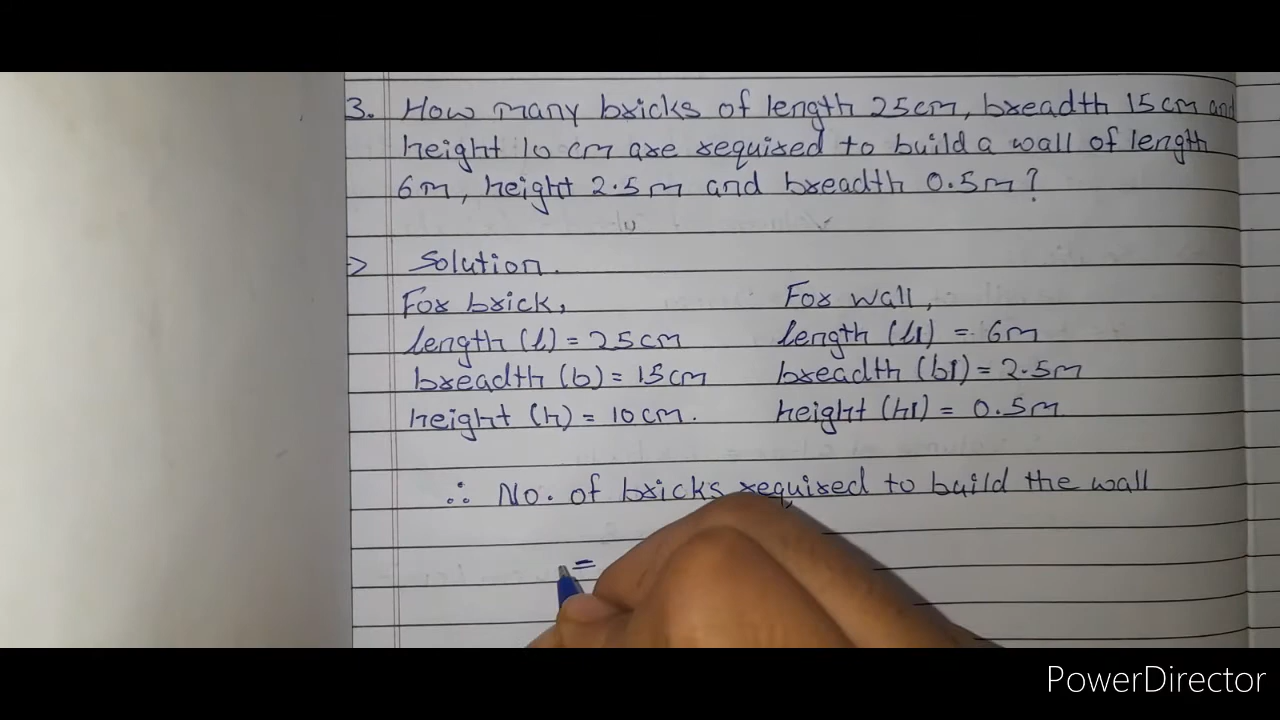 3. How many bricks of length 25cm, breadth 15cm and
height 10 cm are required to build a wall of length
6m, height 2.5m and breadth 0.5m?
-> Solution.
For brick,
length (l) = 25cm
breadth (b) = 15cm
height (h) = 10cm.
For wall,
length (l1) = 6m
breadth (b1) = 2.5m
height (h1) = 0.5m
∴ No. of bricks required to build the wall
=
PowerDirector